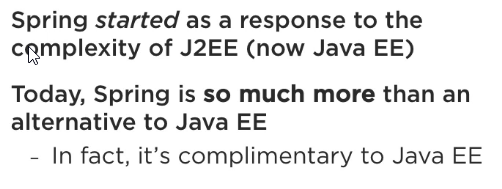 Spring started as a response to the
complexity of J2EE (now Java EE)
Today, Spring is so much more than an
alternative to Java EE
- In fact, it's complimentary to Java EE